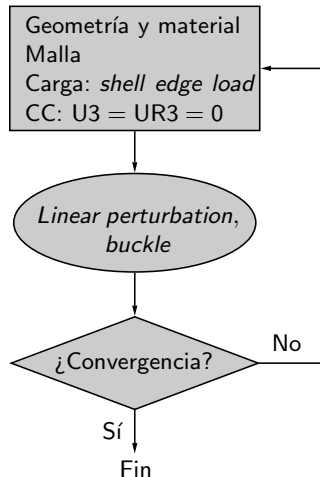 Geometría y material
Malla
Carga: shell edge load
CC: U3 = UR3 = 0
Linear perturbation,
buckle
¿Convergencia?
No
Sí
Fin